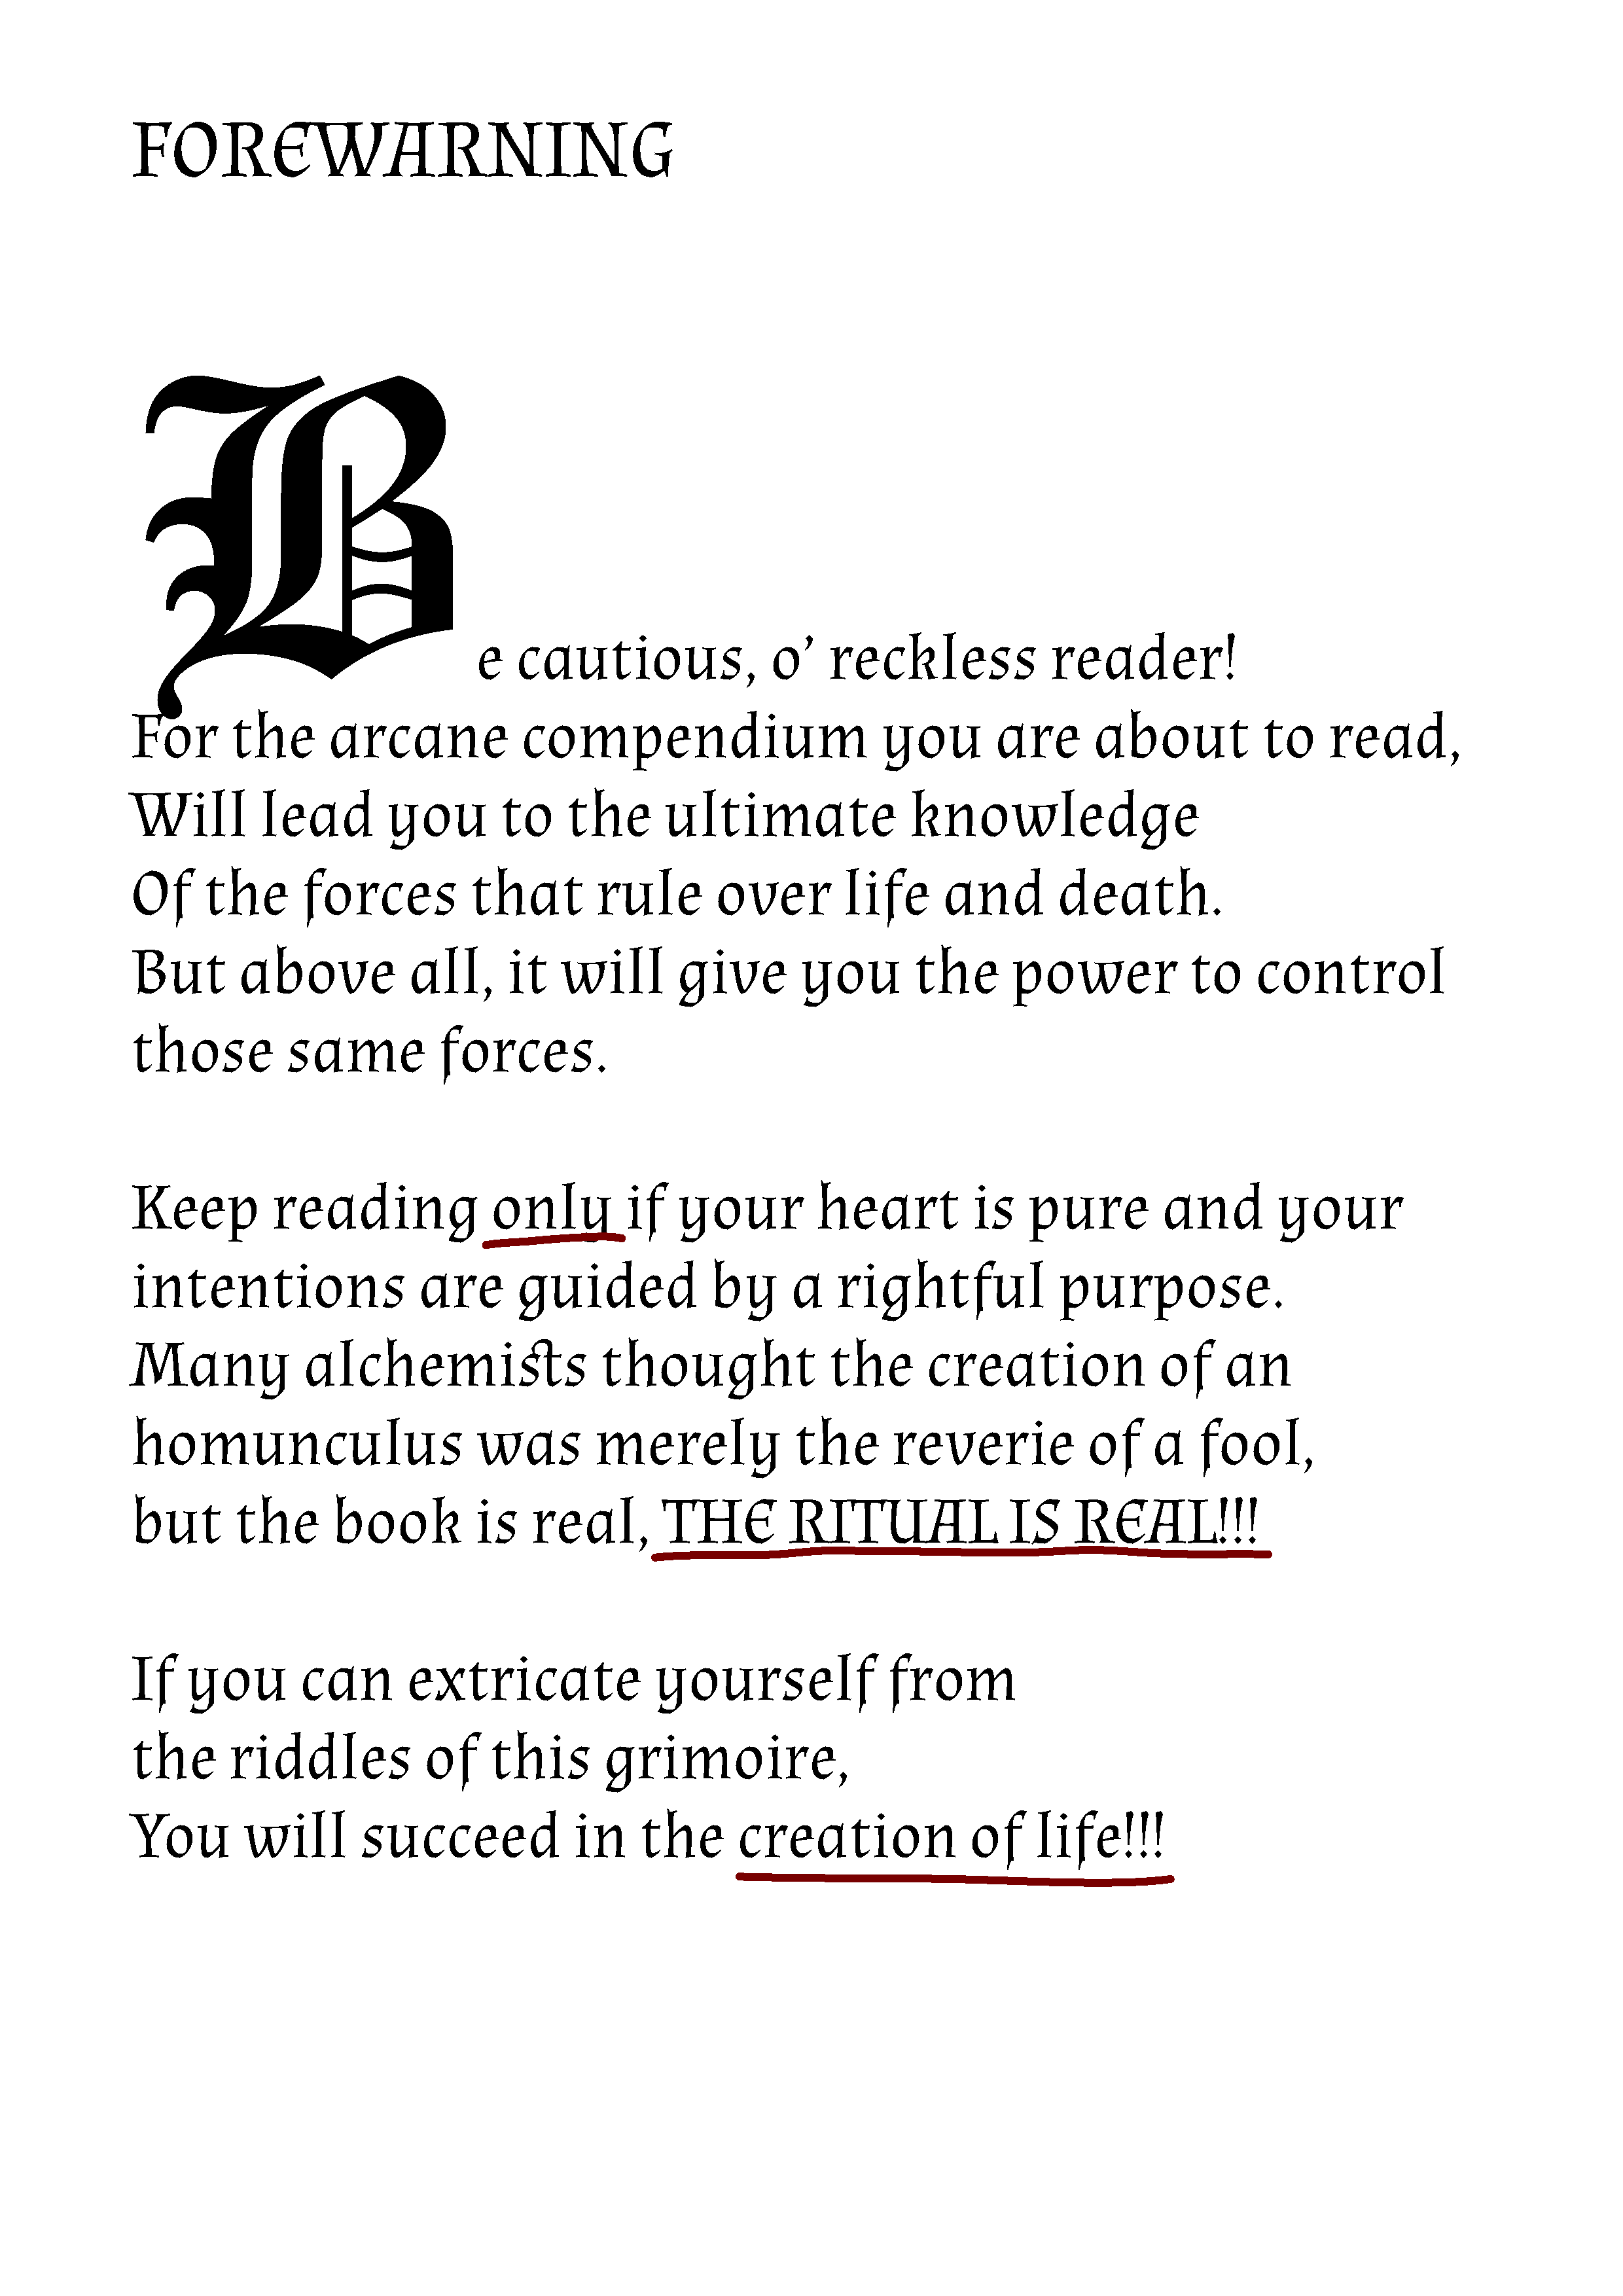 FOREWARNING
Be cautious, o’ reckless reader!
For the arcane compendium you are about to read,
Will lead you to the ultimate knowledge
Of the forces that rule over life and death.
But above all, it will give you the power to control
those same forces.
Keep reading only if your heart is pure and your
intentions are guided by a rightful purpose.
Many alchemists thought the creation of an
homunculus was merely the reverie of a fool,
but the book is real, THE RITUAL IS REAL!!!
If you can extricate yourself from
the riddles of this grimoire,
You will succeed in the creation of life!!!